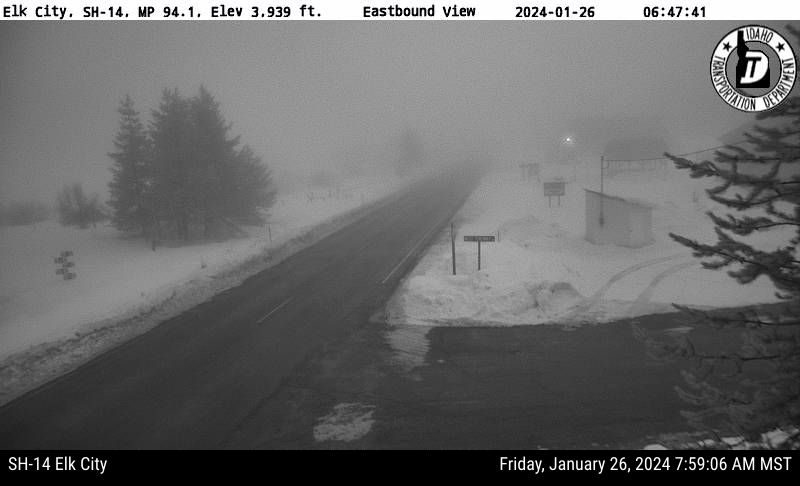 Elk City, SH-14, MP 94.1, Elev 3,939 ft. Eastbound View 2024-01-26 06:47:41
IDAHO
TRANSPORTATION DEPARTMENT
SH-14 Elk City Friday, January 26, 2024 7:59:06 AM MST